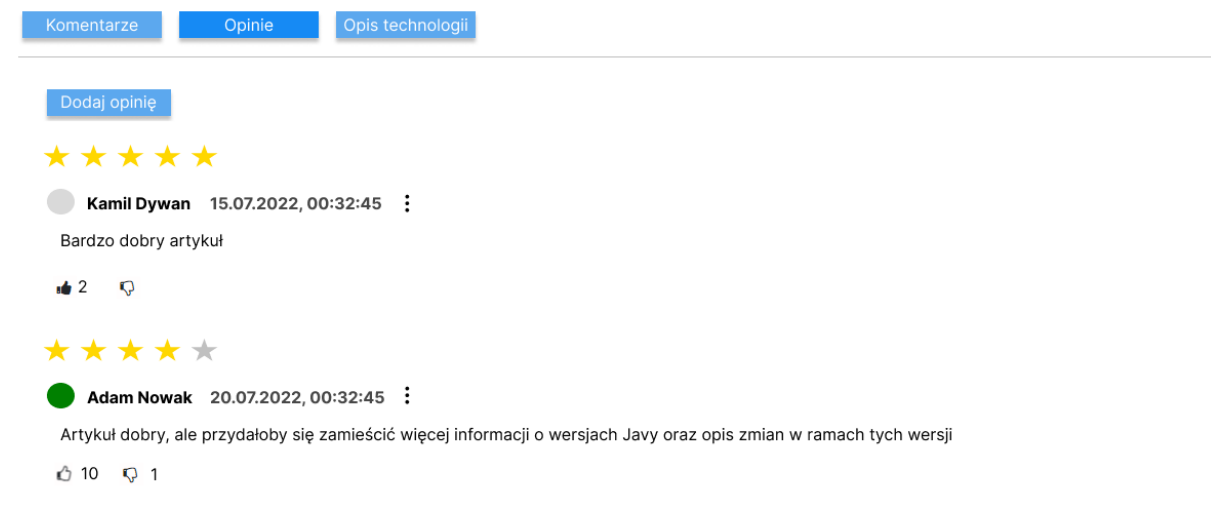 Komentarze Opinie Opis technologii
Dodaj opinię
Kamil Dywan 15.07.2022, 00:32:45
Bardzo dobry artykuł
2
Adam Nowak 20.07.2022, 00:32:45
Artykuł dobry, ale przydałoby się zamieścić więcej informacji o wersjach Javy oraz opis zmian w ramach tych wersji
10 1